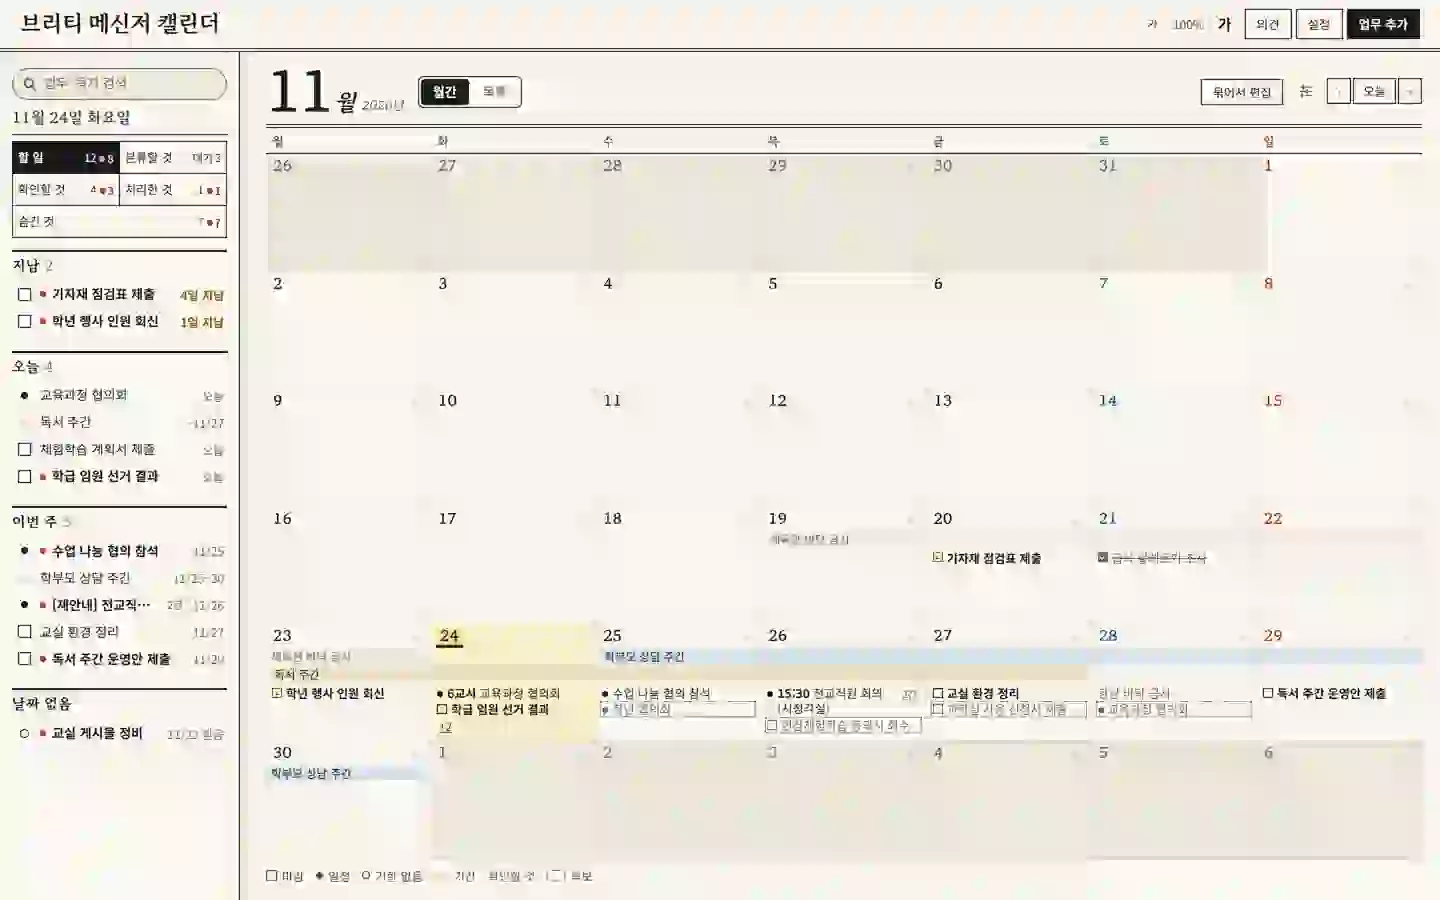 브리티 메신저 캘린더
가 100% 가 의견 설정 업무 추가
11월 24일 화요일
할 일 12 8 분류할 것 대기 3
확인할 것 4 3 처리한 것 1 1
숨긴 것 7
지남 2
기자재 점검표 제출 4일 지남
학년 행사 인원 회신 1일 지남
오늘 4
교육과정 협의회 오늘
독서 주간 ~11/27
체험학습 계획서 제출 오늘
학급 임원 선거 결과 오늘
이번 주 5
수업 나눔 협의 참석 11/25
학부모 상담 주간 11/25~30
[재안내] 전교직… 11/26
교실 환경 정리 11/27
독서 주간 운영안 제출 11/29
날짜 없음
교실 게시물 정비
11월 월간 목록
묶어서 편집 오늘
월 화 수 목 금 토 일
26 27 28 29 30 31 1
2 3 4 5 6 7 8
9 10 11 12 13 14 15
16 17 18 19 20 21 22
기자재 점검표 제출
23 24 25 26 27 28 29
학부모 상담 주간
독서 주간
학년 행사 인원 회신
6교시 교육과정 협의회
학급 임원 선거 결과
+2
수업 나눔 협의 참석
15:30 전교직원 회의
(시청각실)
교실 환경 정리
교육과정 협의회
독서 주간 운영안 제출
30 1 2 3 4 5 6
학부모 상담 주간
마감 일정 기한 없음 기간 확인할 것 후보